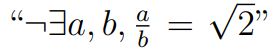 “¬∃a, b, a/b = √2”